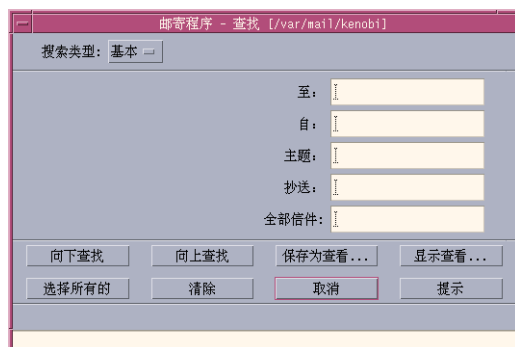 邮寄程序 - 查找 [/var/mail/kenobi]
搜索类型: 基本
至:
自:
主题:
抄送:
全部信件:
向下查找 向上查找 保存为查看... 显示查看...
选择所有的 清除 取消 提示